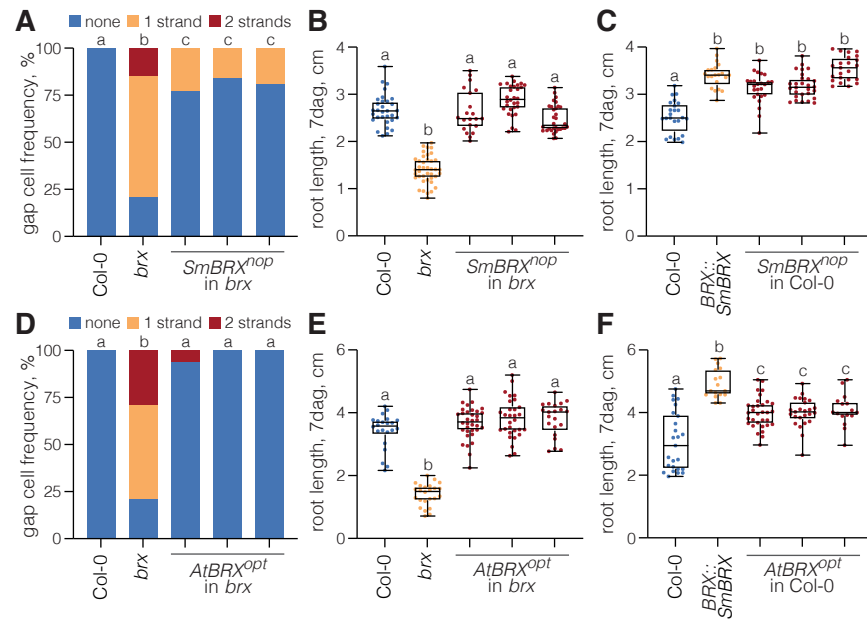 A
none 1 strand 2 strands
gap cell frequency, %
100
75
50
25
0
a b c c c
Col-0
brx
SmBRX^nop
in brx
B
root length, 7dag, cm
4
3
2
1
0
a b a a a
Col-0
brx
SmBRX^nop
in brx
C
root length, 7dag, cm
4
3
2
1
0
a b b b b
Col-0
BRX::
SmBRX
SmBRX^nop
in Col-0
D
none 1 strand 2 strands
gap cell frequency, %
100
75
50
25
0
a b a a a
Col-0
brx
AtBRX^opt
in brx
E
root length, 7dag, cm
6
4
2
0
a b a a a
Col-0
brx
AtBRX^opt
in brx
F
root length, 7dag, cm
6
4
2
0
a b c c c
Col-0
BRX::
SmBRX
AtBRX^opt
in Col-0